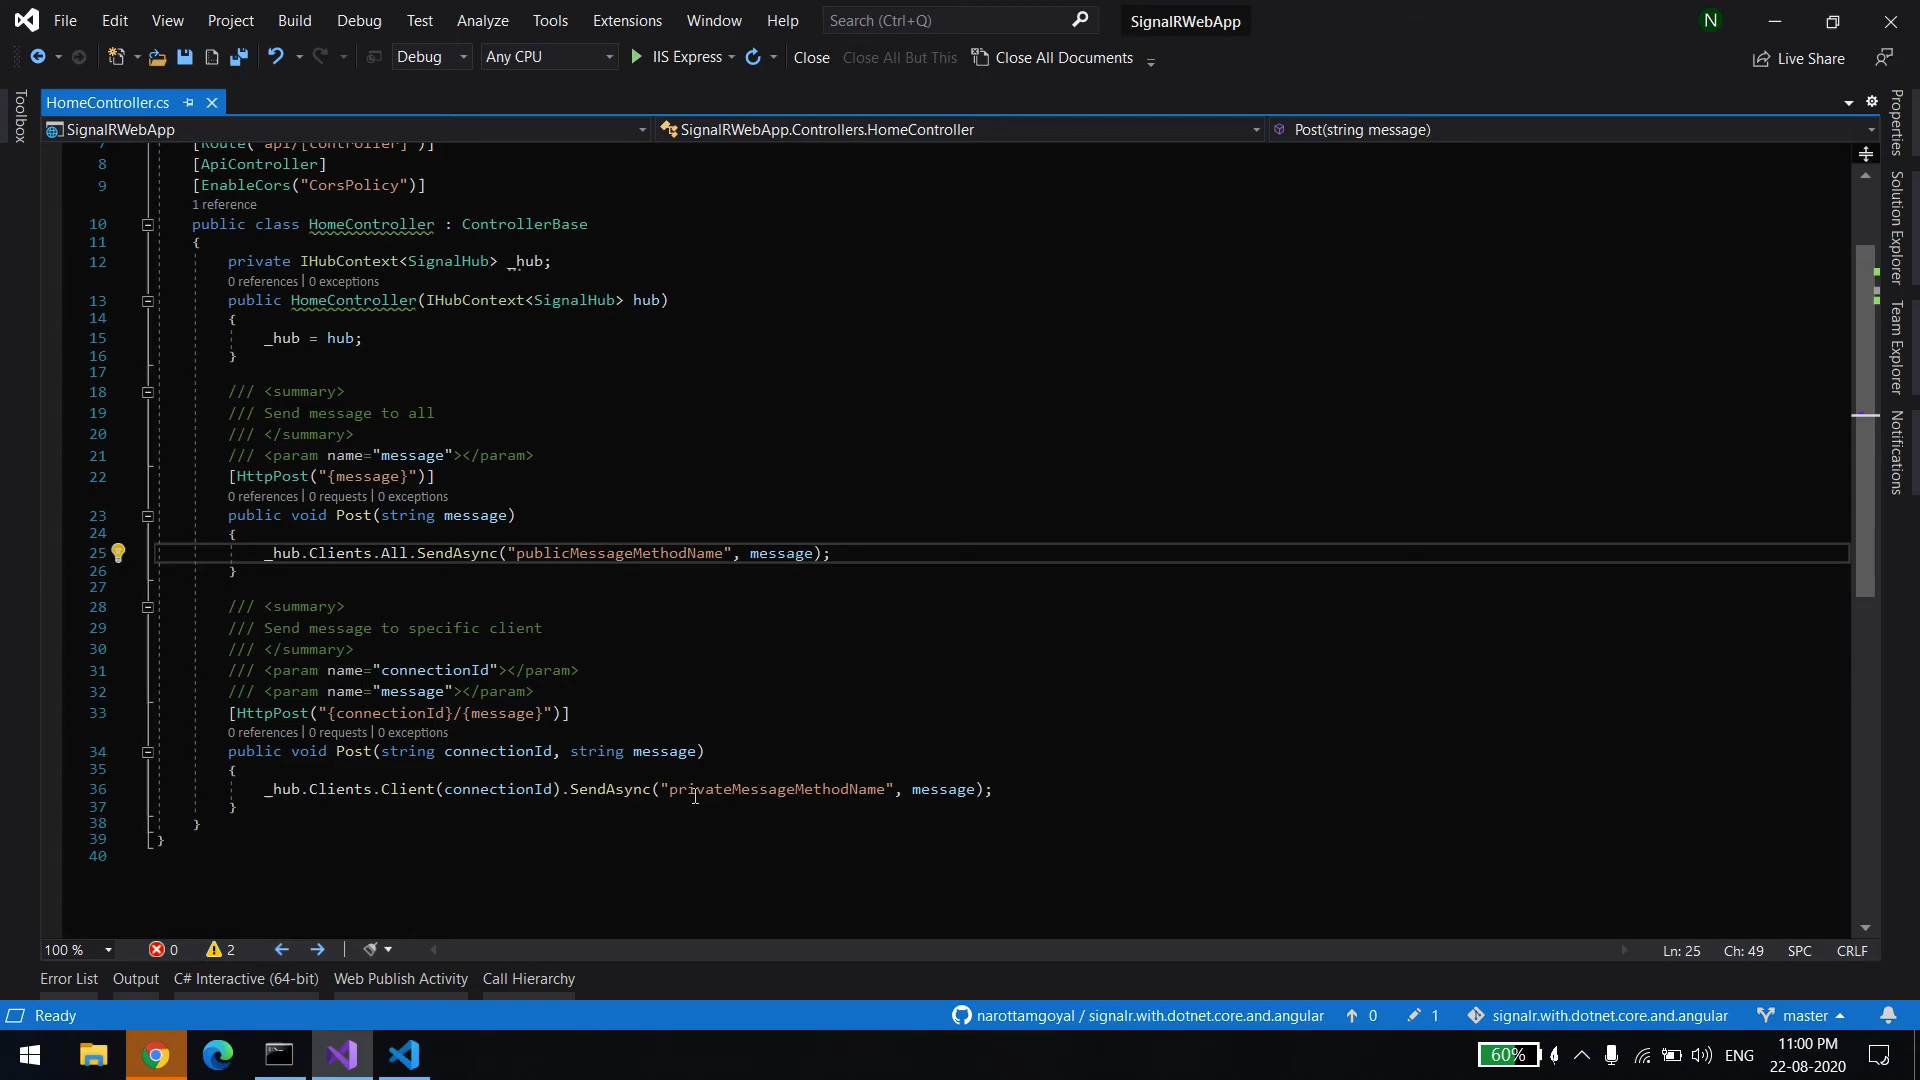 File Edit View Project Build Debug Test Analyze Tools Extensions Window Help Search (Ctrl+Q) SignalRWebApp N
Debug Any CPU IIS Express Close Close All But This Close All Documents Live Share
HomeController.cs
SignalRWebApp SignalRWebApp.Controllers.HomeController Post(string message)
Toolbox
Properties
Solution Explorer
Team Explorer
Notifications
7 [Route("api/[controller]")]
8 [ApiController]
9 [EnableCors("CorsPolicy")]
1 reference
10 public class HomeController : ControllerBase
11 {
12 private IHubContext<SignalHub> _hub;
0 references | 0 exceptions
13 public HomeController(IHubContext<SignalHub> hub)
14 {
15 _hub = hub;
16 }
17
18 /// <summary>
19 /// Send message to all
20 /// </summary>
21 /// <param name="message"></param>
22 [HttpPost("{message}")]
0 references | 0 requests | 0 exceptions
23 public void Post(string message)
24 {
25 _hub.Clients.All.SendAsync("publicMessageMethodName", message);
26 }
27
28 /// <summary>
29 /// Send message to specific client
30 /// </summary>
31 /// <param name="connectionId"></param>
32 /// <param name="message"></param>
33 [HttpPost("{connectionId}/{message}")]
0 references | 0 requests | 0 exceptions
34 public void Post(string connectionId, string message)
35 {
36 _hub.Clients.Client(connectionId).SendAsync("privateMessageMethodName", message);
37 }
38 }
39 }
40
100 % 0 2 Ln: 25 Ch: 49 SPC CRLF
Error List Output C# Interactive (64-bit) Web Publish Activity Call Hierarchy
Ready narottamgoyal / signalr.with.dotnet.core.and.angular 0 1 signalr.with.dotnet.core.and.angular master
60% ENG 11:00 PM
22-08-2020